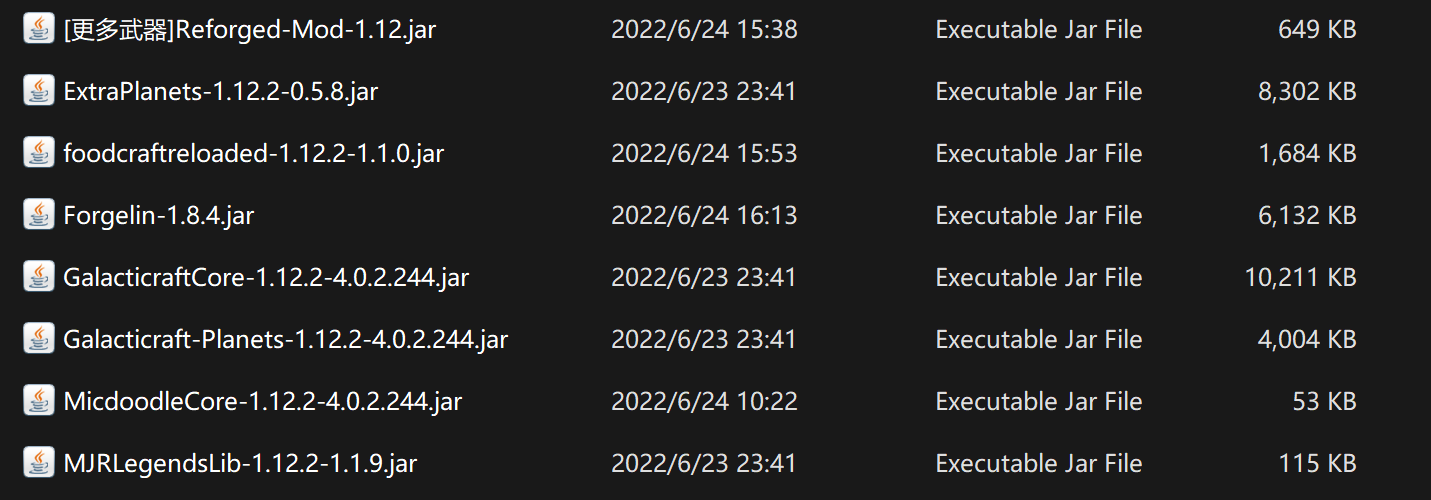 [更多武器]Reforged-Mod-1.12.jar 2022/6/24 15:38 Executable Jar File 649 KB
ExtraPlanets-1.12.2-0.5.8.jar 2022/6/23 23:41 Executable Jar File 8,302 KB
foodcraftreloaded-1.12.2-1.1.0.jar 2022/6/24 15:53 Executable Jar File 1,684 KB
Forgelin-1.8.4.jar 2022/6/24 16:13 Executable Jar File 6,132 KB
GalacticraftCore-1.12.2-4.0.2.244.jar 2022/6/23 23:41 Executable Jar File 10,211 KB
Galacticraft-Planets-1.12.2-4.0.2.244.jar 2022/6/23 23:41 Executable Jar File 4,004 KB
MicdoodleCore-1.12.2-4.0.2.244.jar 2022/6/24 10:22 Executable Jar File 53 KB
MJRLegendsLib-1.12.2-1.1.9.jar 2022/6/23 23:41 Executable Jar File 115 KB